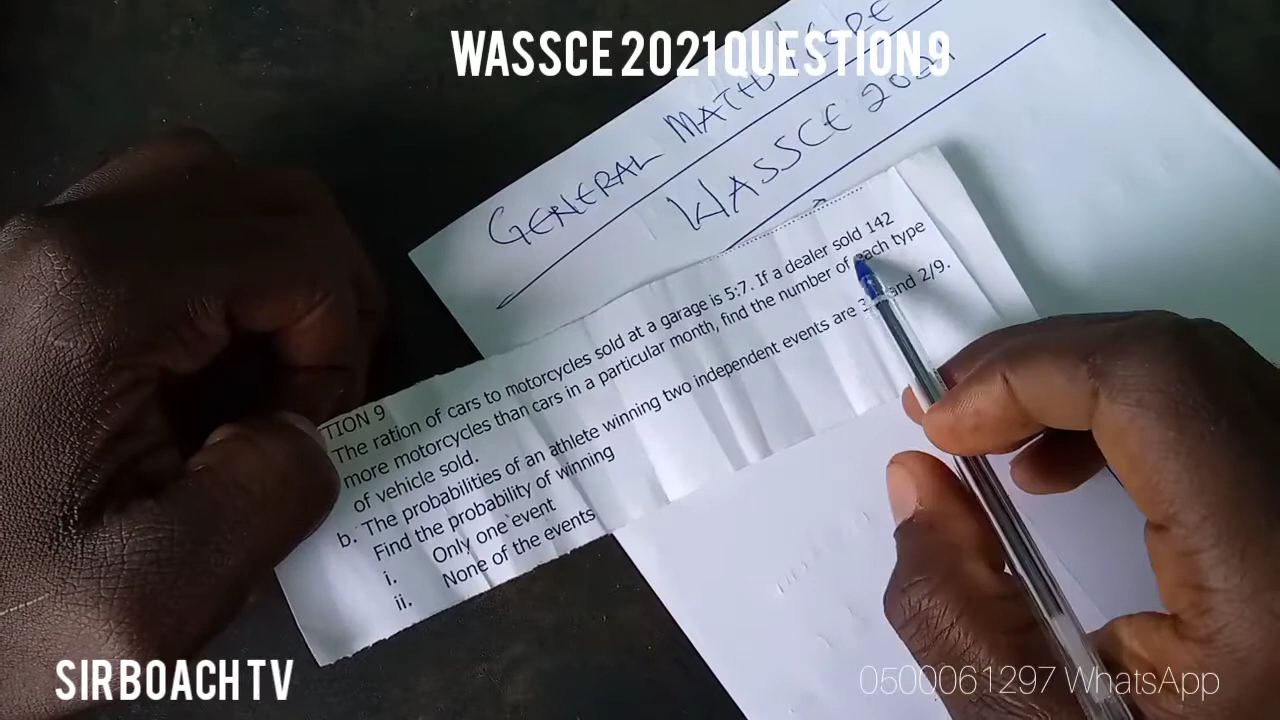 WASSCE 2021 QUESTION 9
GENERAL MATHS
WASSCE 2021
TION 9
The ration of cars to motorcycles sold at a garage is 5:7. If a dealer sold 142
more motorcycles than cars in a particular month, find the number of each type
of vehicle sold.
b. The probabilities of an athlete winning two independent events are and 2/9.
Find the probability of winning
i. Only one event
ii. None of the events
SIR BOACH TV
0500061297 WhatsApp